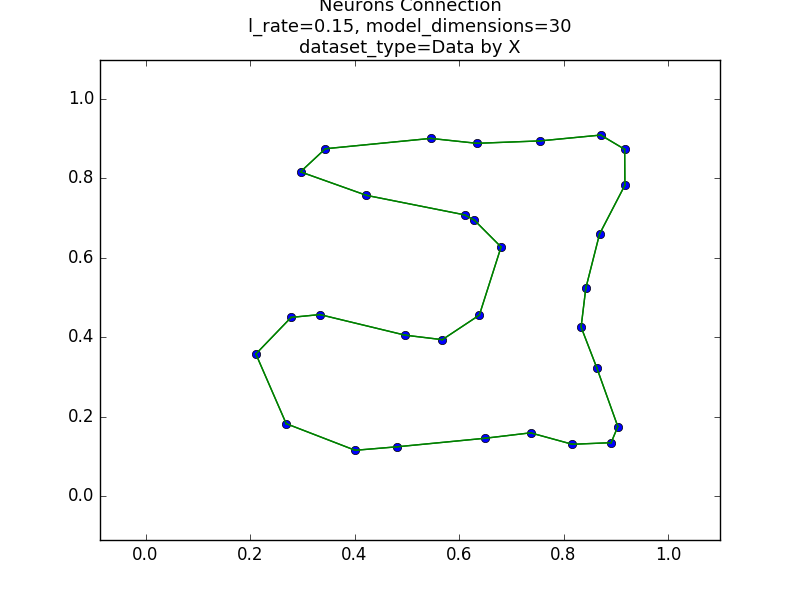 Neurons Connection
l_rate=0.15, model_dimensions=30
dataset_type=Data by X
1.0
0.8
0.6
0.4
0.2
0.0
0.0 0.2 0.4 0.6 0.8 1.0